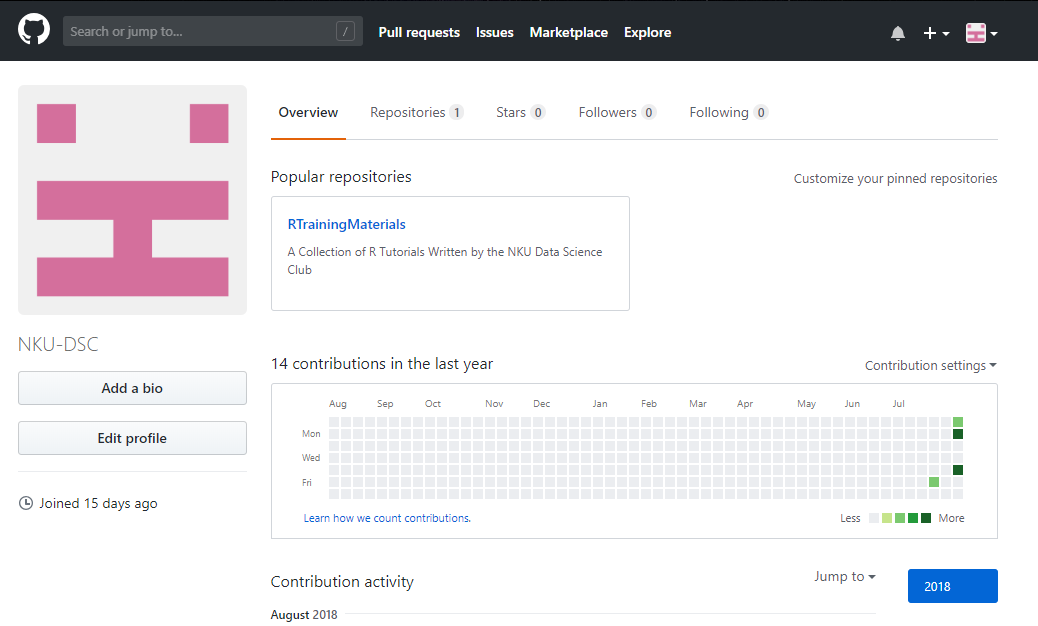 Search or jump to... / Pull requests Issues Marketplace Explore
Overview Repositories 1 Stars 0 Followers 0 Following 0
Popular repositories Customize your pinned repositories
RTrainingMaterials
A Collection of R Tutorials Written by the NKU Data Science
Club
NKU-DSC
Add a bio
Edit profile
Joined 15 days ago
14 contributions in the last year Contribution settings
Aug Sep Oct Nov Dec Jan Feb Mar Apr May Jun Jul
Mon
Wed
Fri
Learn how we count contributions. Less More
Contribution activity Jump to 2018
August 2018